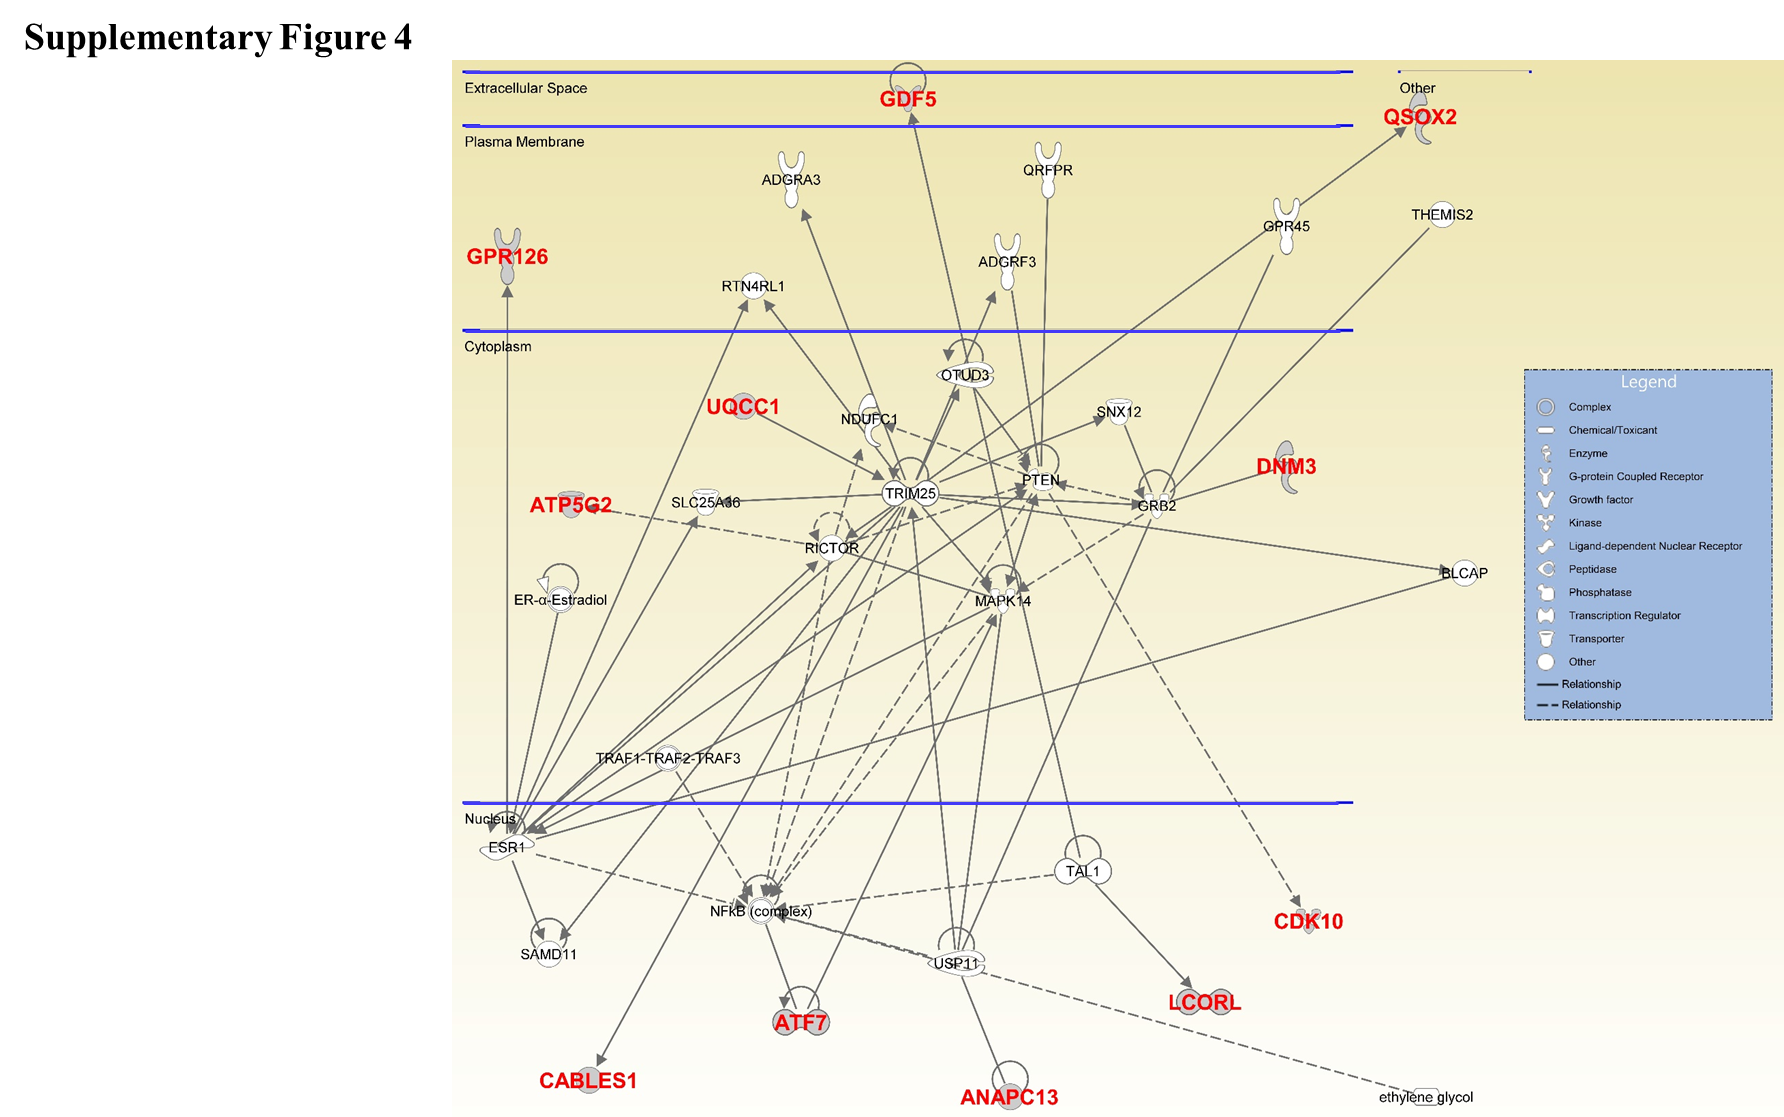 Supplementary Figure 4
Extracellular Space
Other
GDF5
QSOX2
Plasma Membrane
ADGRA3
QRFPR
GPR45
THEMIS2
GPR126
ADGRF3
RTN4RL1
Cytoplasm
OTUD3
UQCC1
NDUFC1
SNX12
DNM3
PTEN
TRIM25
ATP5G2
SLC25A36
GRB2
RICTOR
BLCAP
ER-α-Estradiol
MAPK14
TRAF1-TRAF2-TRAF3
Nucleus
ESR1
TAL1
NFkB (complex)
CDK10
SAMD11
USP11
LCORL
ATF7
CABLES1
ANAPC13
ethylene glycol
Legend
Complex
Chemical/Toxicant
Enzyme
G-protein Coupled Receptor
Growth factor
Kinase
Ligand-dependent Nuclear Receptor
Peptidase
Phosphatase
Transcription Regulator
Transporter
Other
Relationship
Relationship